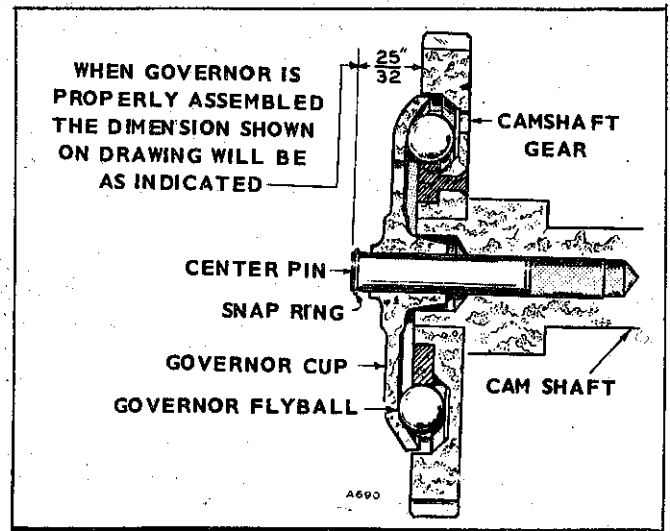 WHEN GOVERNOR IS
PROPERLY ASSEMBLED
THE DIMENSION SHOWN
ON DRAWING WILL BE
AS INDICATED
25"
32
CAMSHAFT
GEAR
CENTER PIN
SNAP RING
GOVERNOR CUP
GOVERNOR FLYBALL
CAM SHAFT
A690